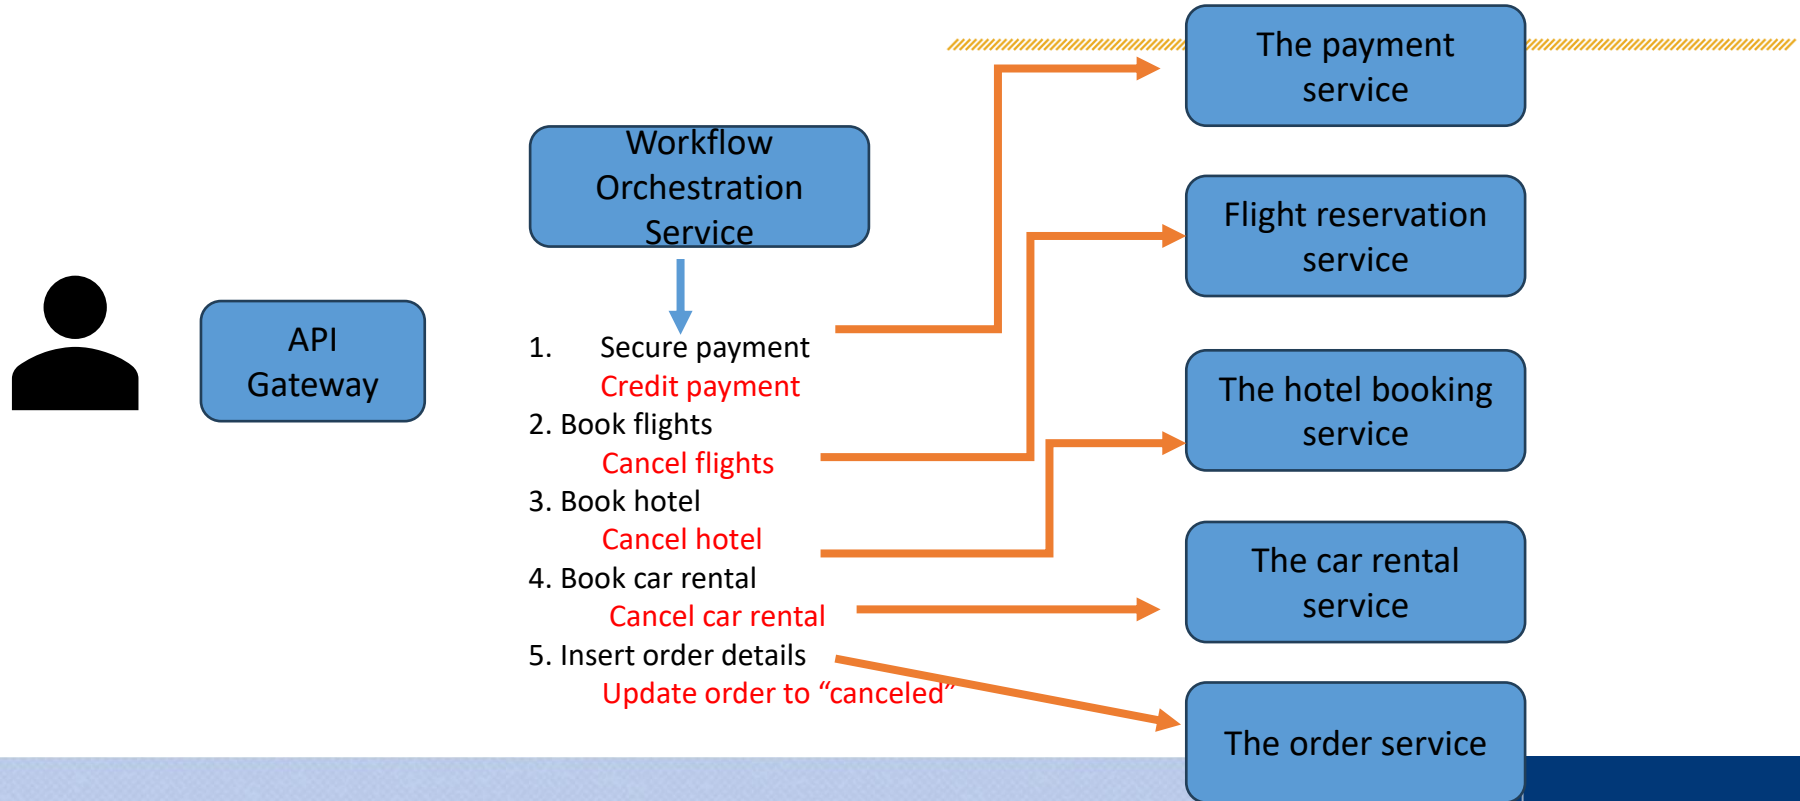 The payment
service
Workflow
Orchestration
Service
Flight reservation
service
API
Gateway
1. Secure payment
Credit payment
2. Book flights
Cancel flights
3. Book hotel
Cancel hotel
4. Book car rental
Cancel car rental
5. Insert order details
Update order to “canceled”
The hotel booking
service
The car rental
service
The order service